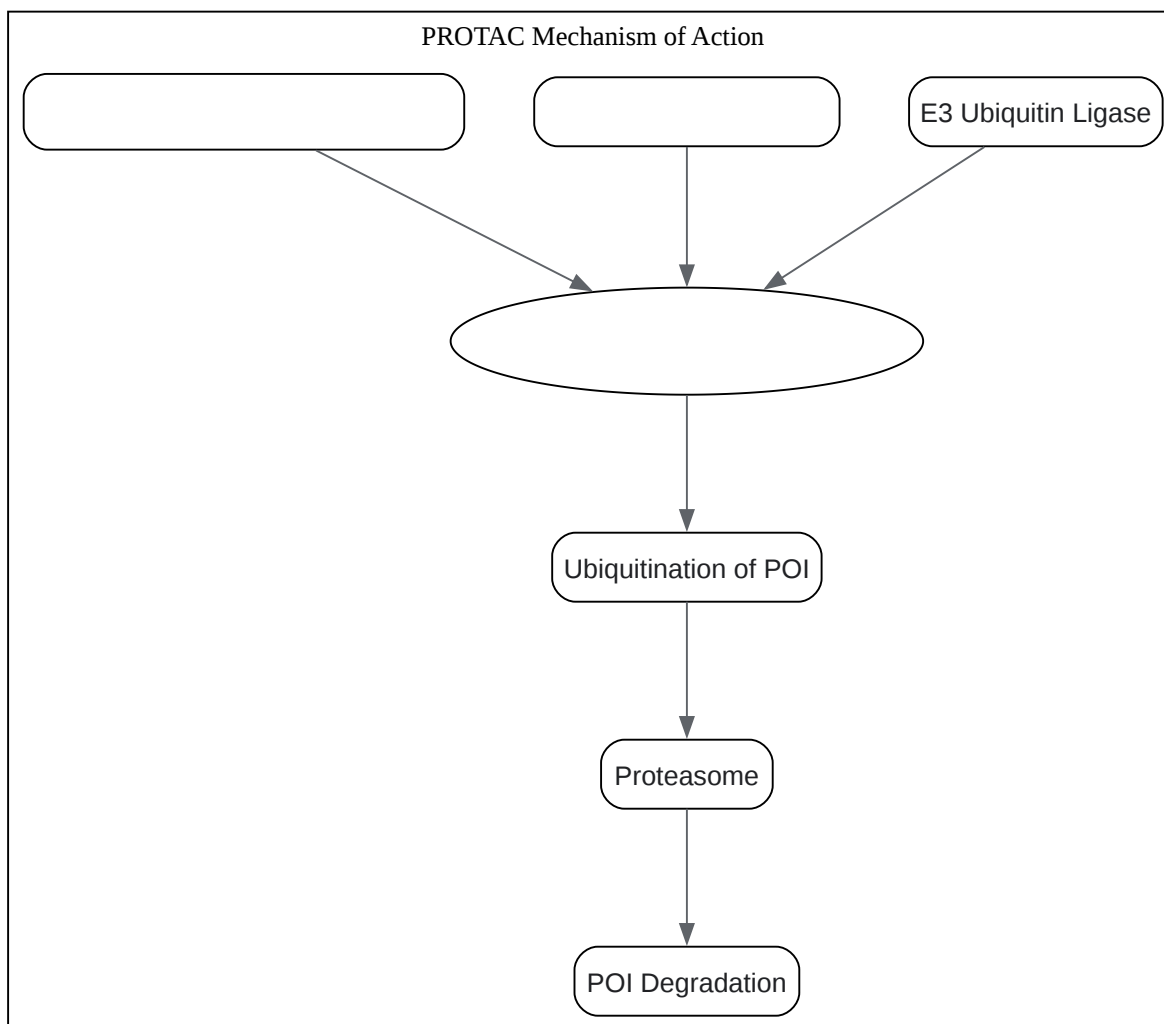 PROTAC Mechanism of Action
E3 Ubiquitin Ligase
Ubiquitination of POI
Proteasome
POI Degradation